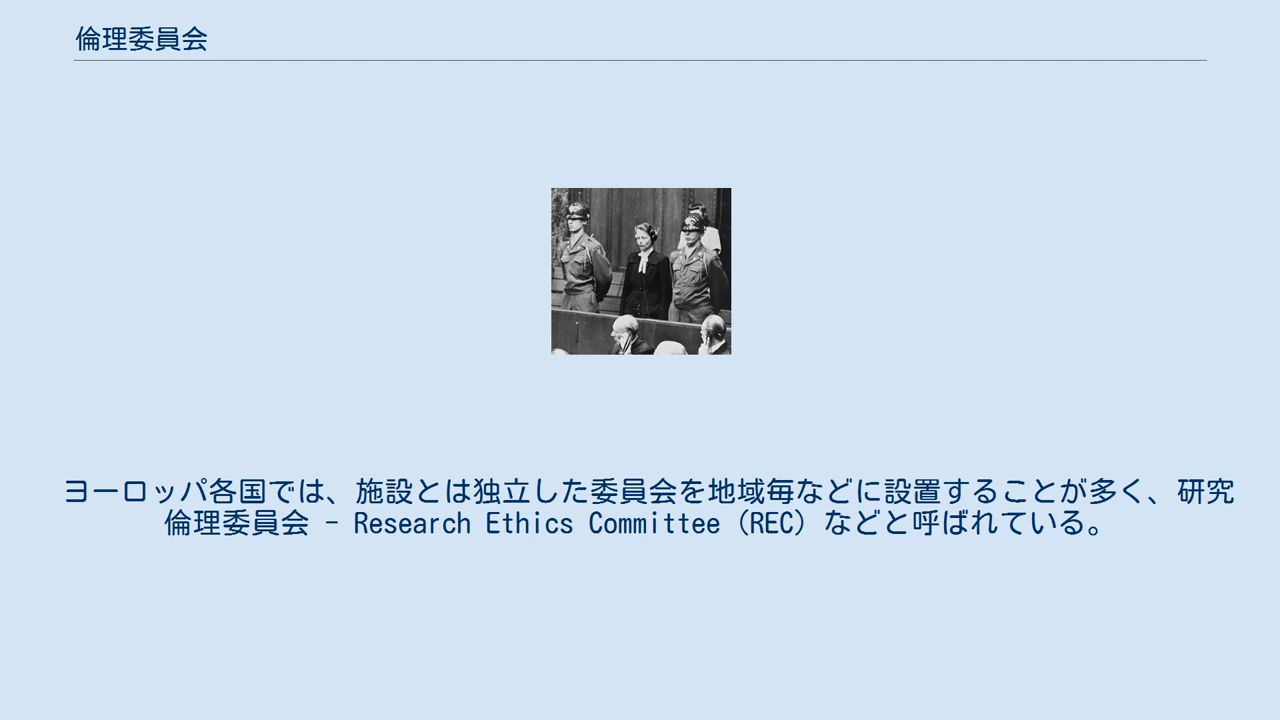 倫理委員会
ヨーロッパ各国では、施設とは独立した委員会を地域毎などに設置することが多く、研究
倫理委員会 - Research Ethics Committee (REC) などと呼ばれている。